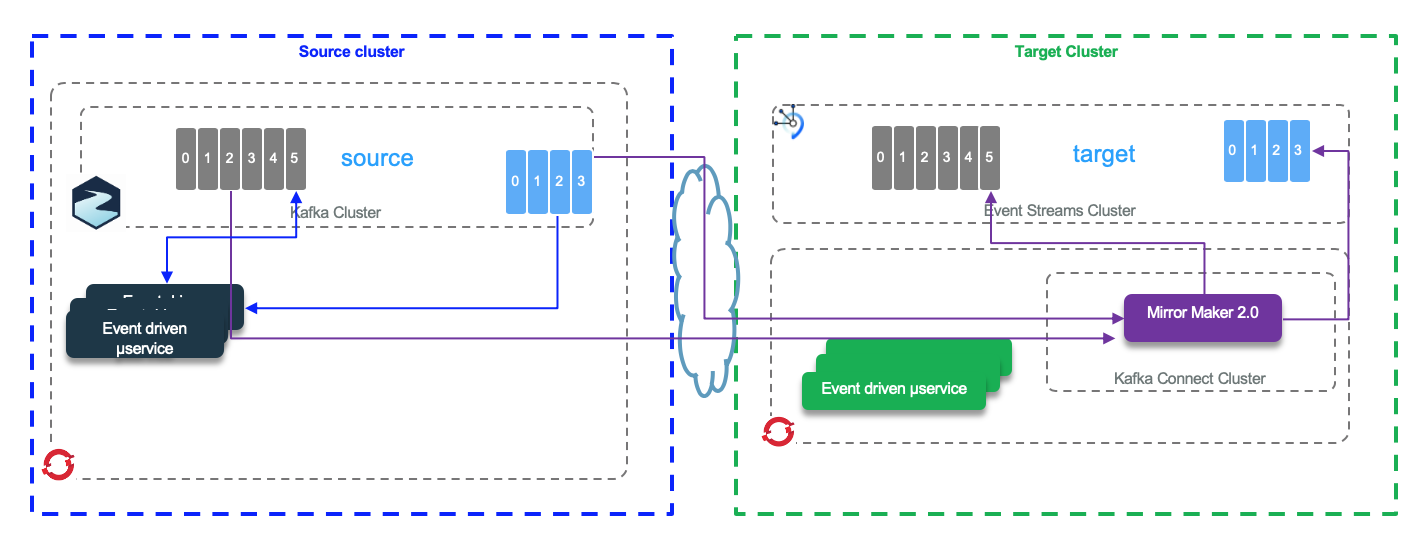 Source cluster
0 1 2 3 4 5
source
0 1 2 3
Kafka Cluster
Event driven
µservice
Target Cluster
0 1 2 3 4 5
target
0 1 2 3
Event Streams Cluster
Mirror Maker 2.0
Kafka Connect Cluster
Event driven µservice